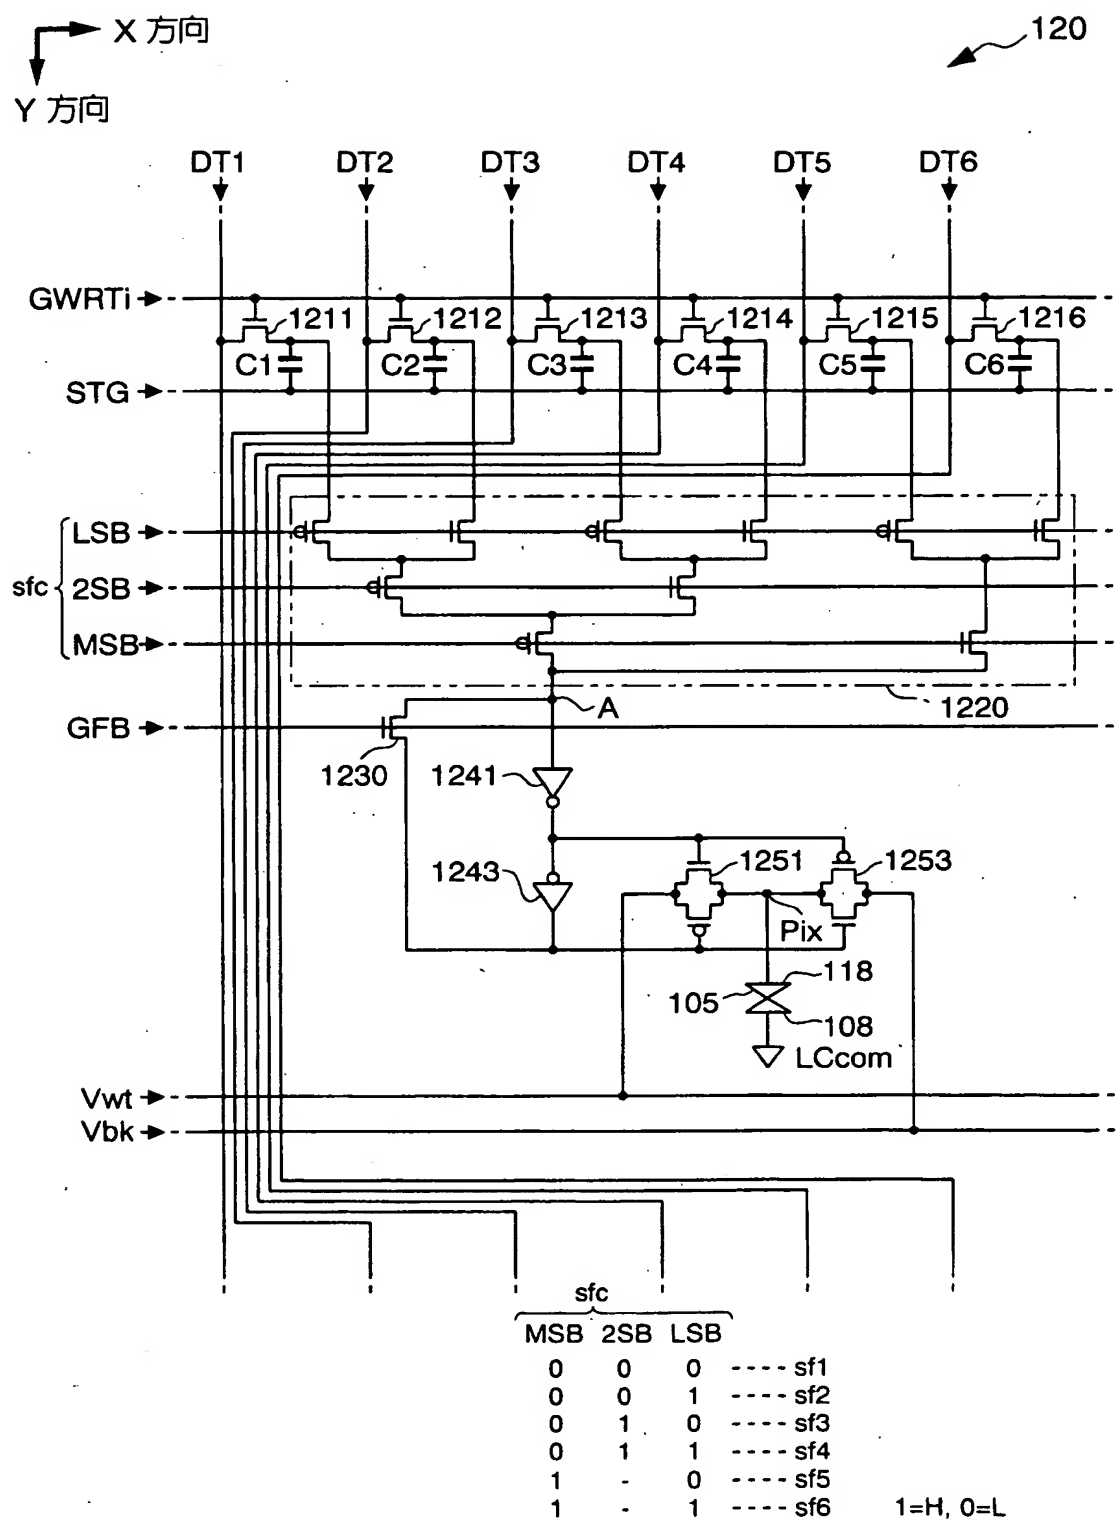 X 方向
120
Y 方向
DT1 DT2 DT3 DT4 DT5 DT6
GWRTi
1211 1212 1213 1214 1215 1216
C1 C2 C3 C4 C5 C6
STG
sfc
LSB
2SB
MSB
A
1220
GFB
1230
1241
1243
1251 1253
Pix
118
105
108
LCcom
Vwt
Vbk
sfc
MSB 2SB LSB
0 0 0 ---- sf1
0 0 1 ---- sf2
0 1 0 ---- sf3
0 1 1 ---- sf4
1 - 0 ---- sf5
1 - 1 ---- sf6 1=H, 0=L